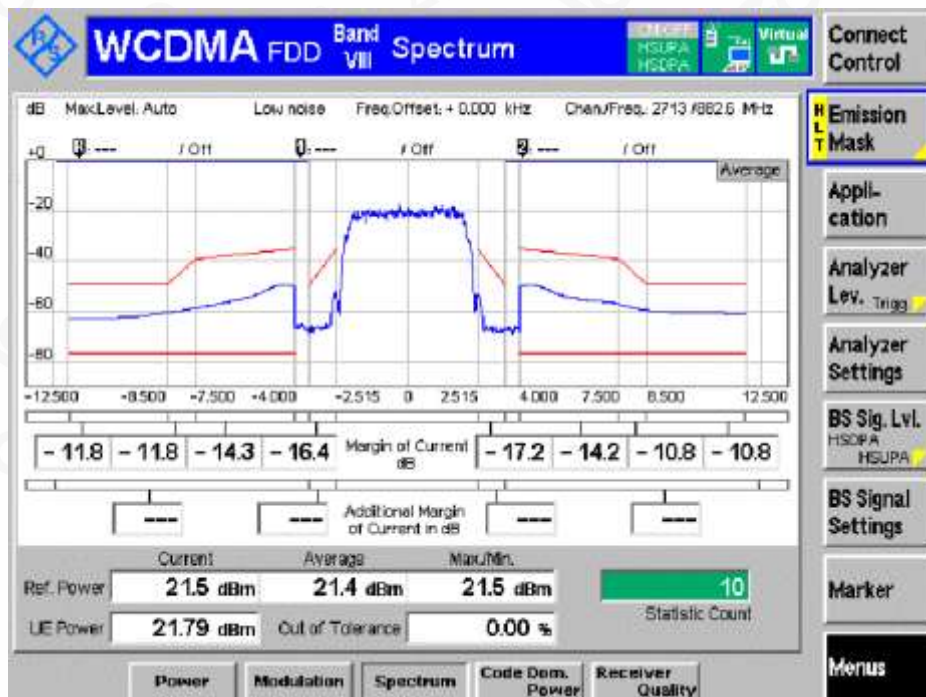 WCDMA FDD Band VIII Spectrum
HSUPA
HSDPA
Virtual
Connect Control
dB Max.Level: Auto Low noise Freq.Offset: + 0.000 kHz Chan./Freq.: 2713 /882.6 MHz
+0 --- / Off 1: --- / Off 2: --- / Off
Average
-20
-40
-60
-80
-12.500 -8.500 -7.500 -4.000 -2.515 0 2.515 4.000 7.500 8.500 12.500
- 11.8 - 11.8 - 14.3 - 16.4 Margin of Current dB - 17.2 - 14.2 - 10.8 - 10.8
--- --- Additional Margin of Current in dB --- ---
Current Average Max./Min.
Ref. Power 21.5 dBm 21.4 dBm 21.5 dBm 10
Statistic Count
UE Power 21.79 dBm Out of Tolerance 0.00 %
Power Modulation Spectrum Code Dom. Power Receiver Quality
HLT Emission Mask
Appli-
cation
Analyzer
Lev. Trigg
Analyzer
Settings
BS Sig. Lvl.
HSDPA
HSUPA
BS Signal
Settings
Marker
Menus